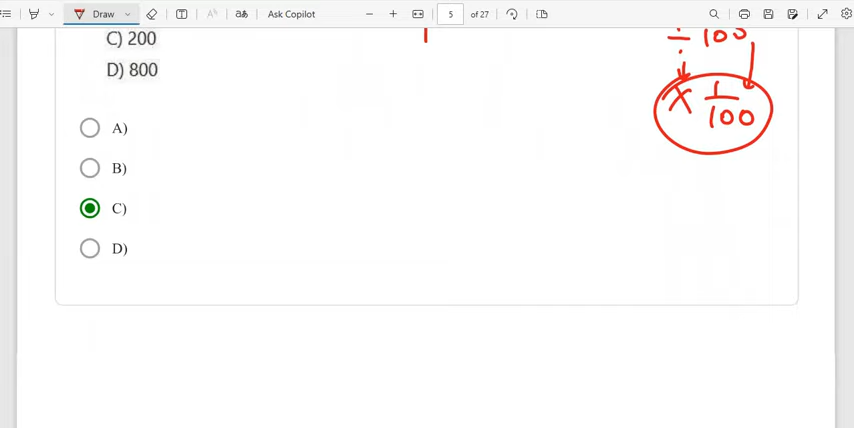 Draw
Ask Copilot
5 of 27
÷ 100
C) 200
D) 800
× 1
100
A)
B)
C)
D)